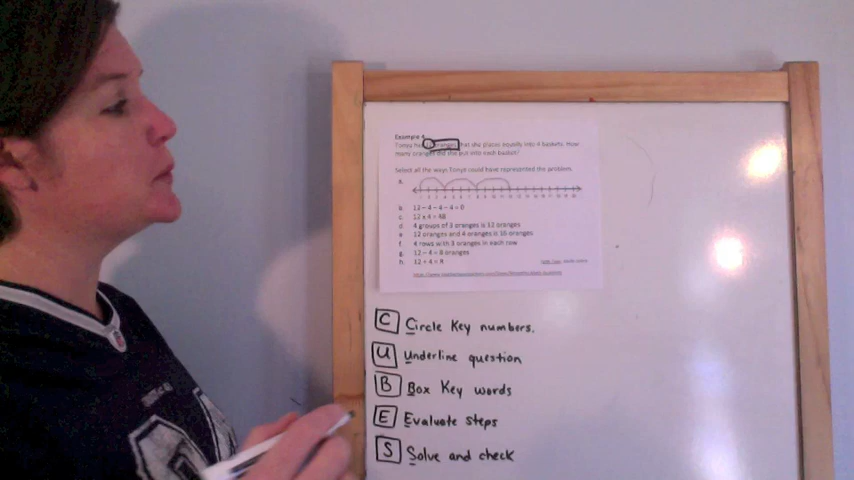 Example 4
Tonya has 12 oranges that she places equally into 4 baskets. How
many oranges did she put into each basket?
Select all the ways Tonya could have represented the problem.
a.
b. 12 – 4 – 4 – 4 = 0
c. 12 x 4 = 48
d. 4 groups of 3 oranges is 12 oranges
e. 12 oranges and 4 oranges is 16 oranges
f. 4 rows with 3 oranges in each row
g. 12 – 4 = 8 oranges
h.
C Circle Key numbers.
U Underline question
B Box Key words
E Evaluate steps
S Solve and check